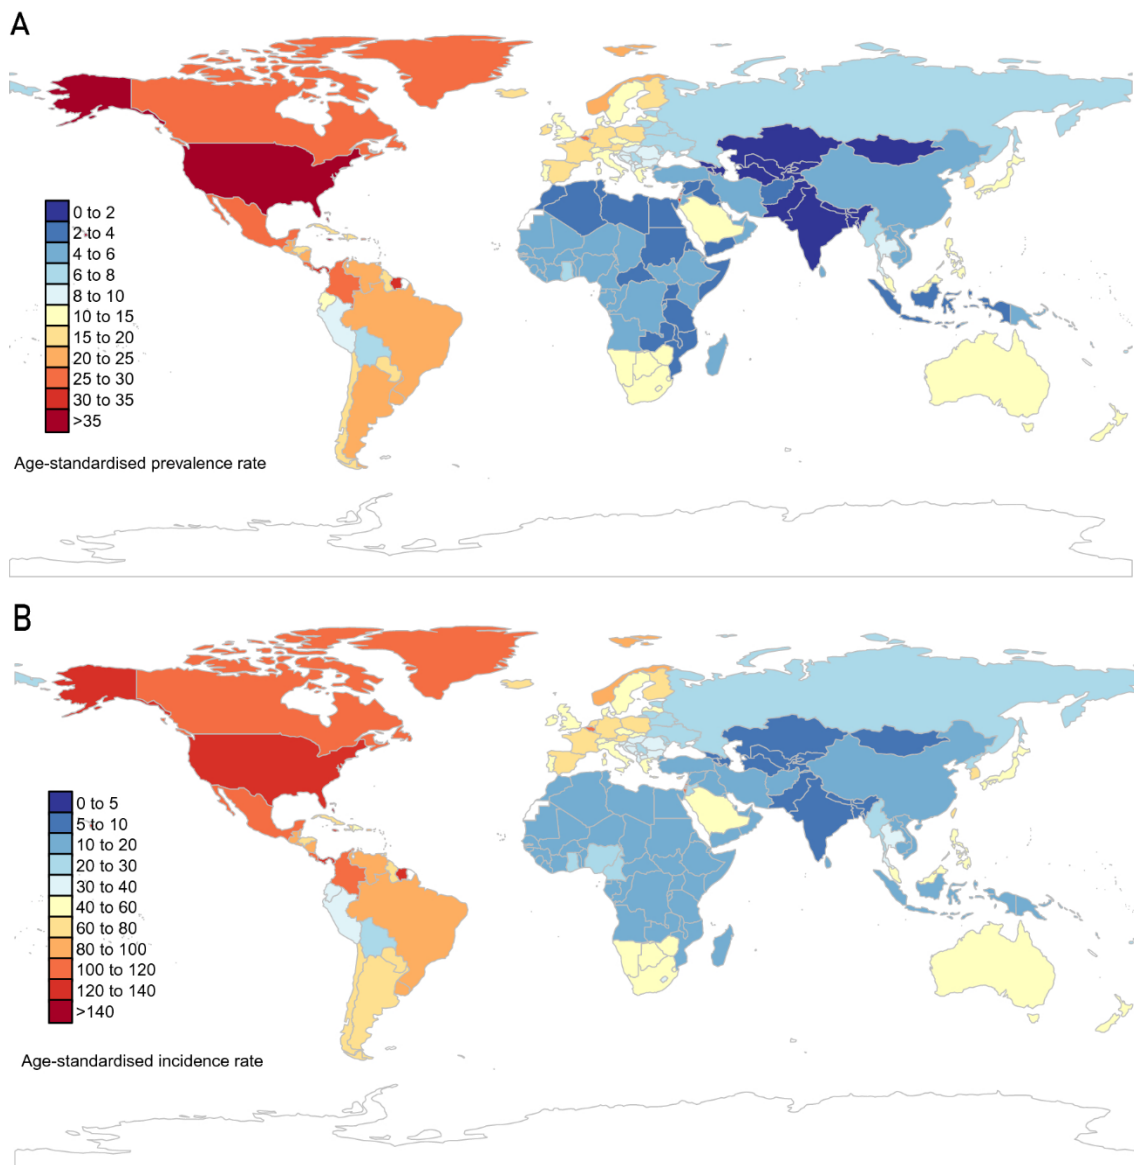 A
0 to 2
2 to 4
4 to 6
6 to 8
8 to 10
10 to 15
15 to 20
20 to 25
25 to 30
30 to 35
>35
Age-standardised prevalence rate
B
0 to 5
5 to 10
10 to 20
20 to 30
30 to 40
40 to 60
60 to 80
80 to 100
100 to 120
120 to 140
>140
Age-standardised incidence rate